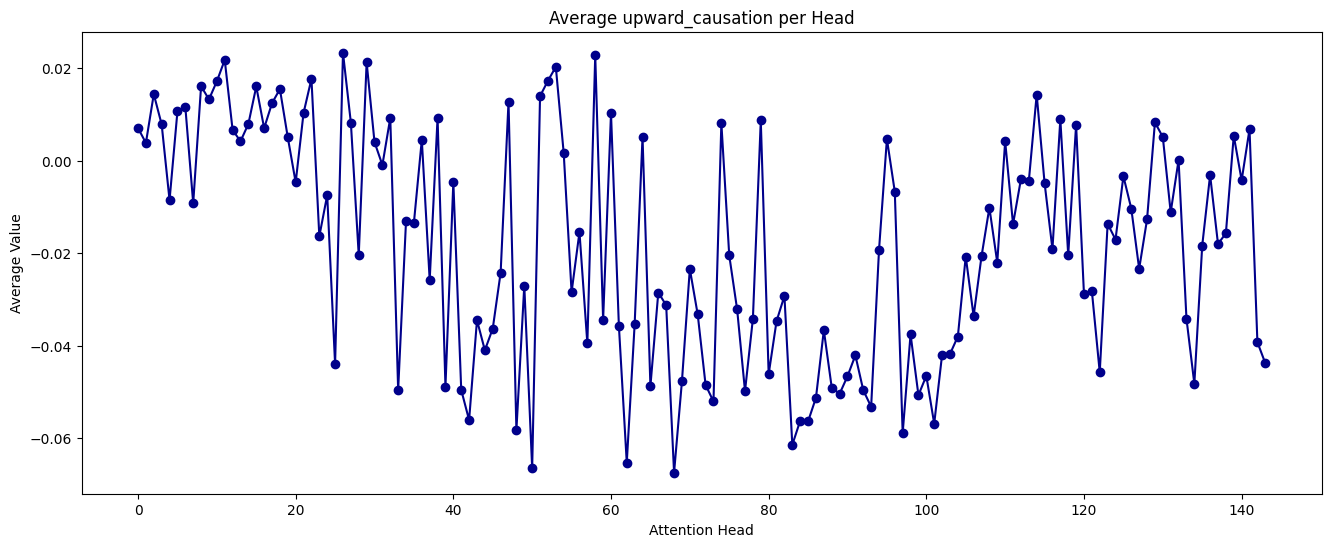 Average upward_causation per Head
Average Value
0.02
0.00
−0.02
−0.04
−0.06
0 20 40 60 80 100 120 140
Attention Head